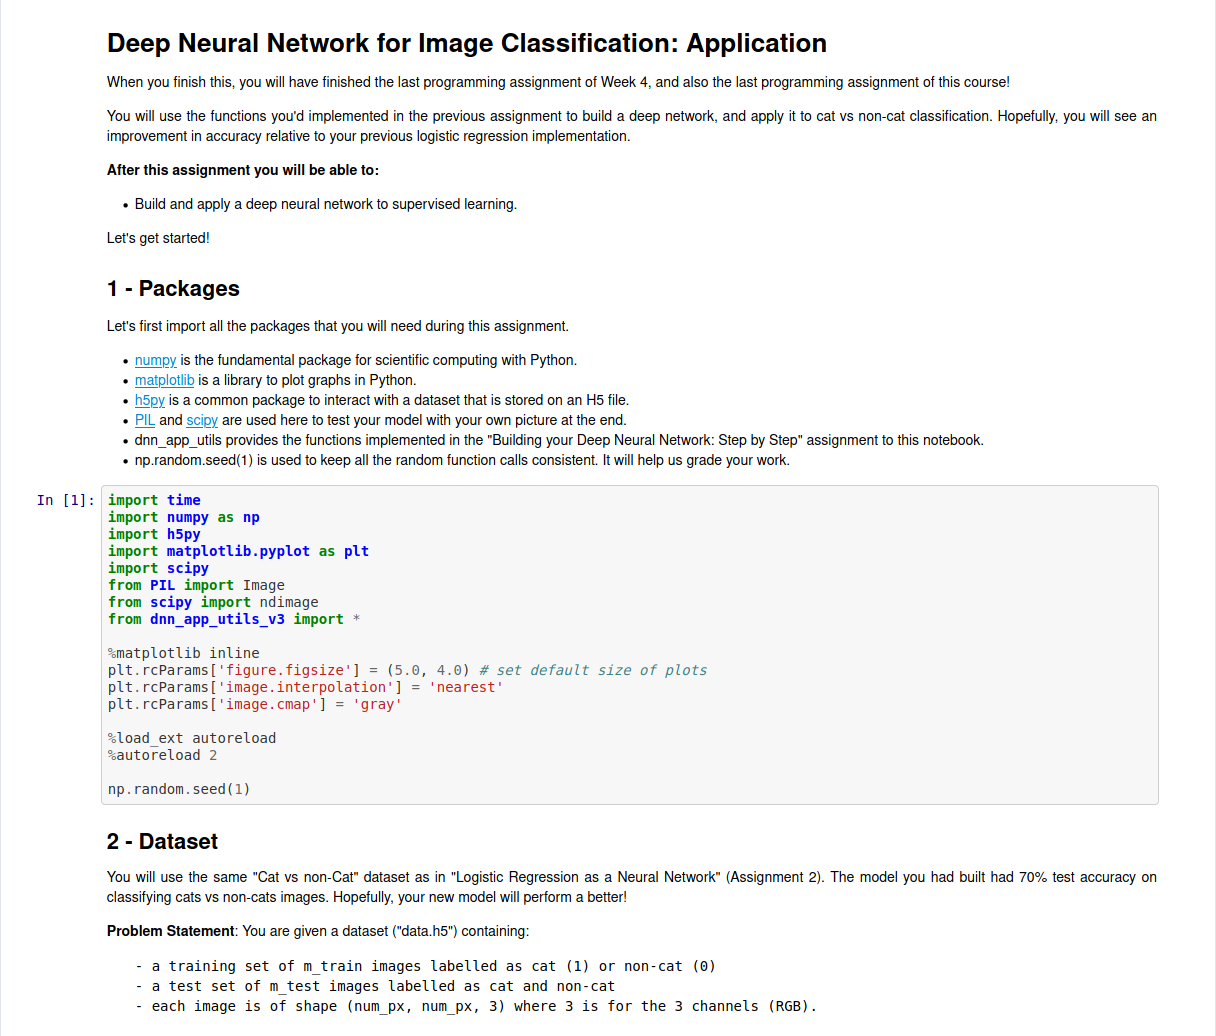 Deep Neural Network for Image Classification: Application
When you finish this, you will have finished the last programming assignment of Week 4, and also the last programming assignment of this course!
You will use the functions you'd implemented in the previous assignment to build a deep network, and apply it to cat vs non-cat classification. Hopefully, you will see an
improvement in accuracy relative to your previous logistic regression implementation.
After this assignment you will be able to:
• Build and apply a deep neural network to supervised learning.
Let's get started!
1 - Packages
Let's first import all the packages that you will need during this assignment.
• numpy is the fundamental package for scientific computing with Python.
• matplotlib is a library to plot graphs in Python.
• h5py is a common package to interact with a dataset that is stored on an H5 file.
• PIL and scipy are used here to test your model with your own picture at the end.
• dnn_app_utils provides the functions implemented in the "Building your Deep Neural Network: Step by Step" assignment to this notebook.
• np.random.seed(1) is used to keep all the random function calls consistent. It will help us grade your work.
In [1]: import time
import numpy as np
import h5py
import matplotlib.pyplot as plt
import scipy
from PIL import Image
from scipy import ndimage
from dnn_app_utils_v3 import *
%matplotlib inline
plt.rcParams['figure.figsize'] = (5.0, 4.0) # set default size of plots
plt.rcParams['image.interpolation'] = 'nearest'
plt.rcParams['image.cmap'] = 'gray'
%load_ext autoreload
%autoreload 2
np.random.seed(1)
2 - Dataset
You will use the same "Cat vs non-Cat" dataset as in "Logistic Regression as a Neural Network" (Assignment 2). The model you had built had 70% test accuracy on
classifying cats vs non-cats images. Hopefully, your new model will perform a better!
Problem Statement: You are given a dataset ("data.h5") containing:
- a training set of m_train images labelled as cat (1) or non-cat (0)
- a test set of m_test images labelled as cat and non-cat
- each image is of shape (num_px, num_px, 3) where 3 is for the 3 channels (RGB).